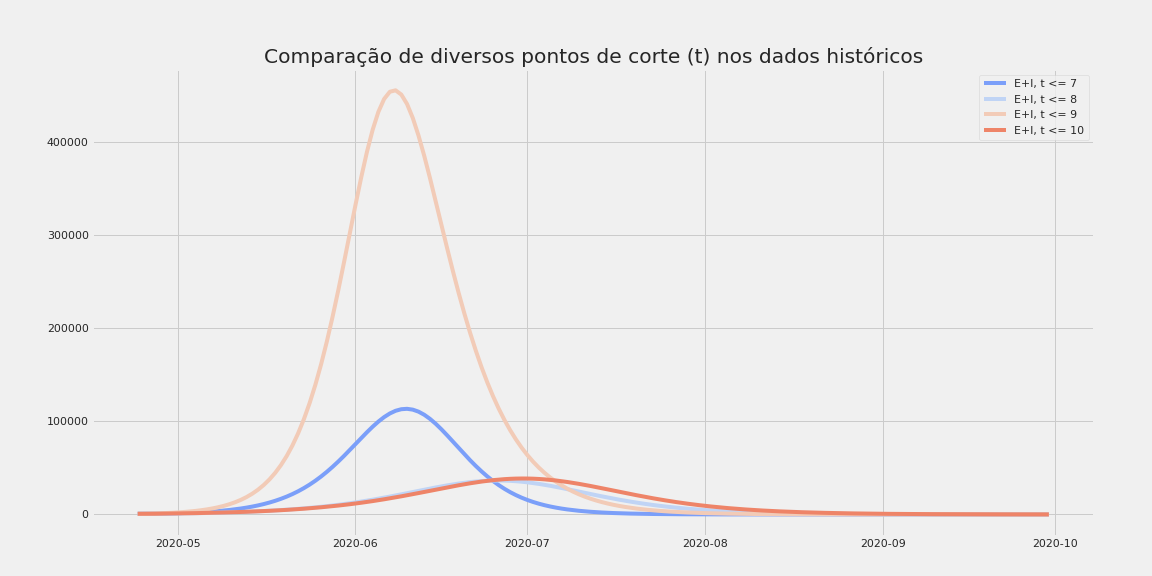 Comparação de diversos pontos de corte (t) nos dados históricos
E+I, t <= 7
E+I, t <= 8
E+I, t <= 9
E+I, t <= 10
400000
300000
200000
100000
0
2020-05 2020-06 2020-07 2020-08 2020-09 2020-10